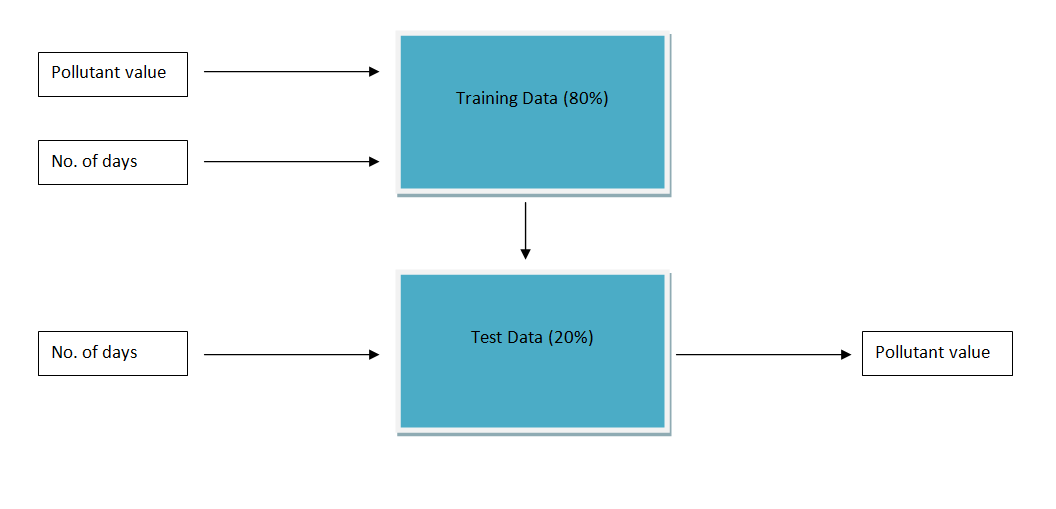 Pollutant value
Training Data (80%)
No. of days
No. of days
Test Data (20%)
Pollutant value